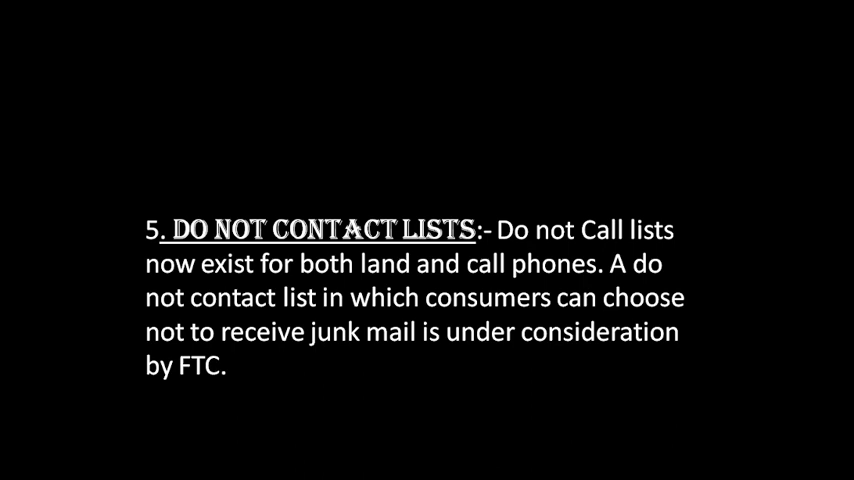 5. DO NOT CONTACT LISTS:- Do not Call lists
now exist for both land and call phones. A do
not contact list in which consumers can choose
not to receive junk mail is under consideration
by FTC.